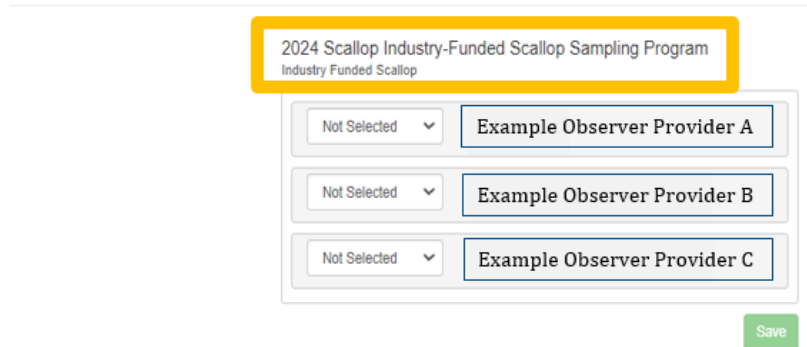 2024 Scallop Industry-Funded Scallop Sampling Program
Industry Funded Scallop
Not Selected Example Observer Provider A
Not Selected Example Observer Provider B
Not Selected Example Observer Provider C
Save